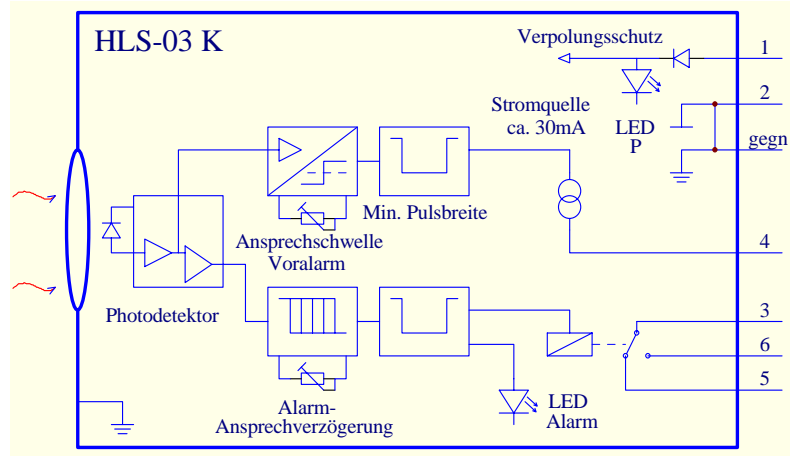 HLS-03 K
Verpolungsschutz
1
Stromquelle
ca. 30mA
LED
P
2
gegn
Min. Pulsbreite
Ansprechschwelle
Voralarm
4
Photodetektor
3
6
5
Alarm-
Ansprechverzögerung
LED
Alarm